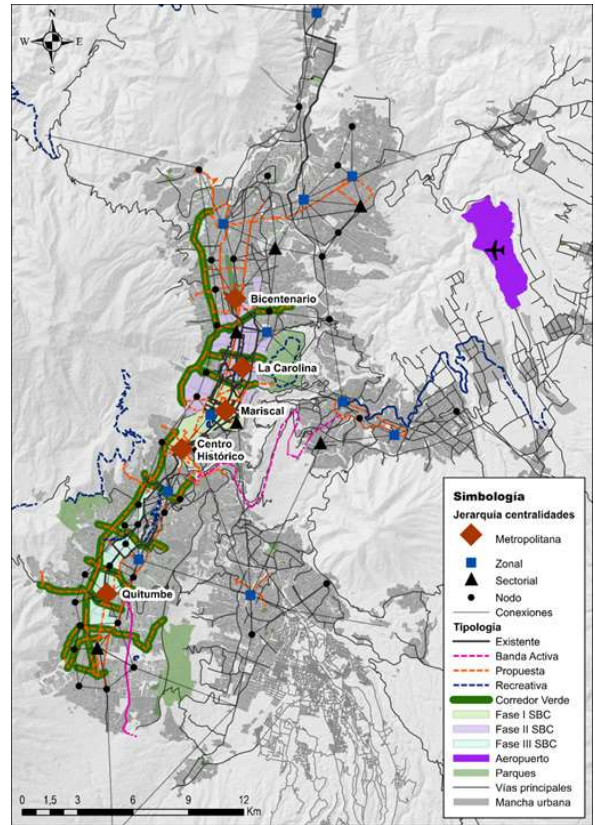 N
W
E
S
Bicentenario
La Carolina
Mariscal
Centro
Histórico
Quitumbe
Simbología
Jerarquía centralidades
Metropolitana
Zonal
Sectorial
Nodo
Conexiones
Tipología
Existente
Banda Activa
Propuesta
Recreativa
Corredor Verde
Fase I SBC
Fase II SBC
Fase III SBC
Aeropuerto
Parques
Vías principales
Mancha urbana
0 1,5 3 6 9 12
Km